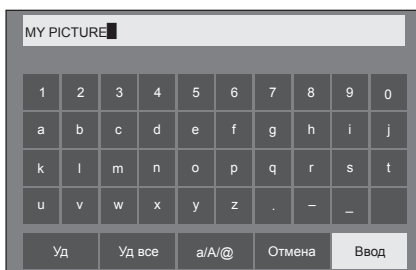 MY PICTURE
1 2 3 4 5 6 7 8 9 0
a b c d e f g h i j
k l m n o p q r s t
u v w x y z . – _
Уд Уд все a/A/@ Отмена Ввод